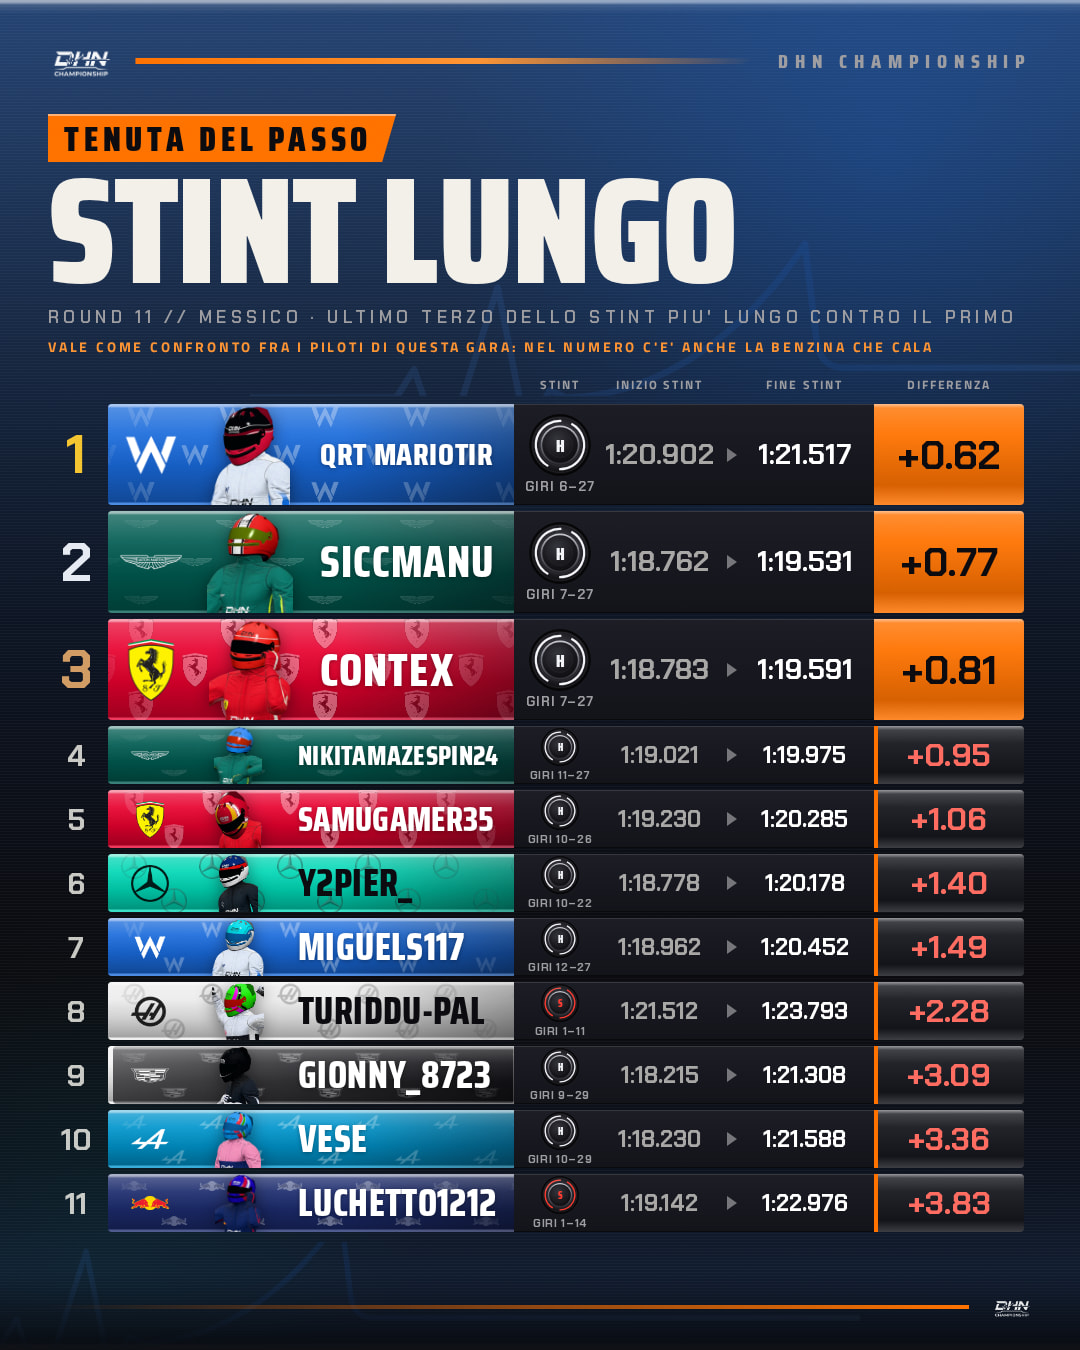 DHN CHAMPIONSHIP
DHN CHAMPIONSHIP
TENUTA DEL PASSO
STINT LUNGO
ROUND 11 // MESSICO · ULTIMO TERZO DELLO STINT PIU' LUNGO CONTRO IL PRIMO
VALE COME CONFRONTO FRA I PILOTI DI QUESTA GARA: NEL NUMERO C'E' ANCHE LA BENZINA CHE CALA
STINT INIZIO STINT FINE STINT DIFFERENZA
1 W QRT MARIOTIR H GIRI 6–27 1:20.902 1:21.517 +0.62
2 SICCMANU H GIRI 7–27 1:18.762 1:19.531 +0.77
3 CONTEX H GIRI 7–27 1:18.783 1:19.591 +0.81
4 NIKITAMAZESPIN24 H GIRI 11–27 1:19.021 1:19.975 +0.95
5 SAMUGAMER35 H GIRI 10–26 1:19.230 1:20.285 +1.06
6 Y2PIER_ H GIRI 10–22 1:18.778 1:20.178 +1.40
7 W MIGUELS117 H GIRI 12–27 1:18.962 1:20.452 +1.49
8 TURIDDU-PAL S GIRI 1–11 1:21.512 1:23.793 +2.28
9 GIONNY_8723 H GIRI 9–29 1:18.215 1:21.308 +3.09
10 VESE H GIRI 10–29 1:18.230 1:21.588 +3.36
11 LUCHETTO1212 S GIRI 1–14 1:19.142 1:22.976 +3.83
DHN CHAMPIONSHIP